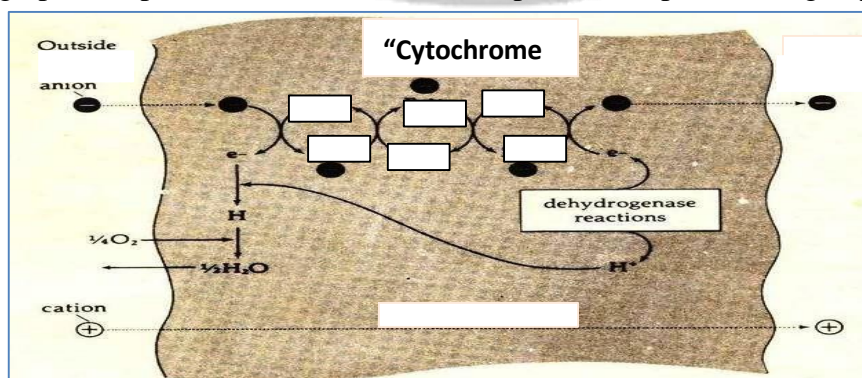 “Cytochrome
Outside
anion
e-
e-
dehydrogenase
reactions
H
¼O₂
½H₂O
H⁺
cation